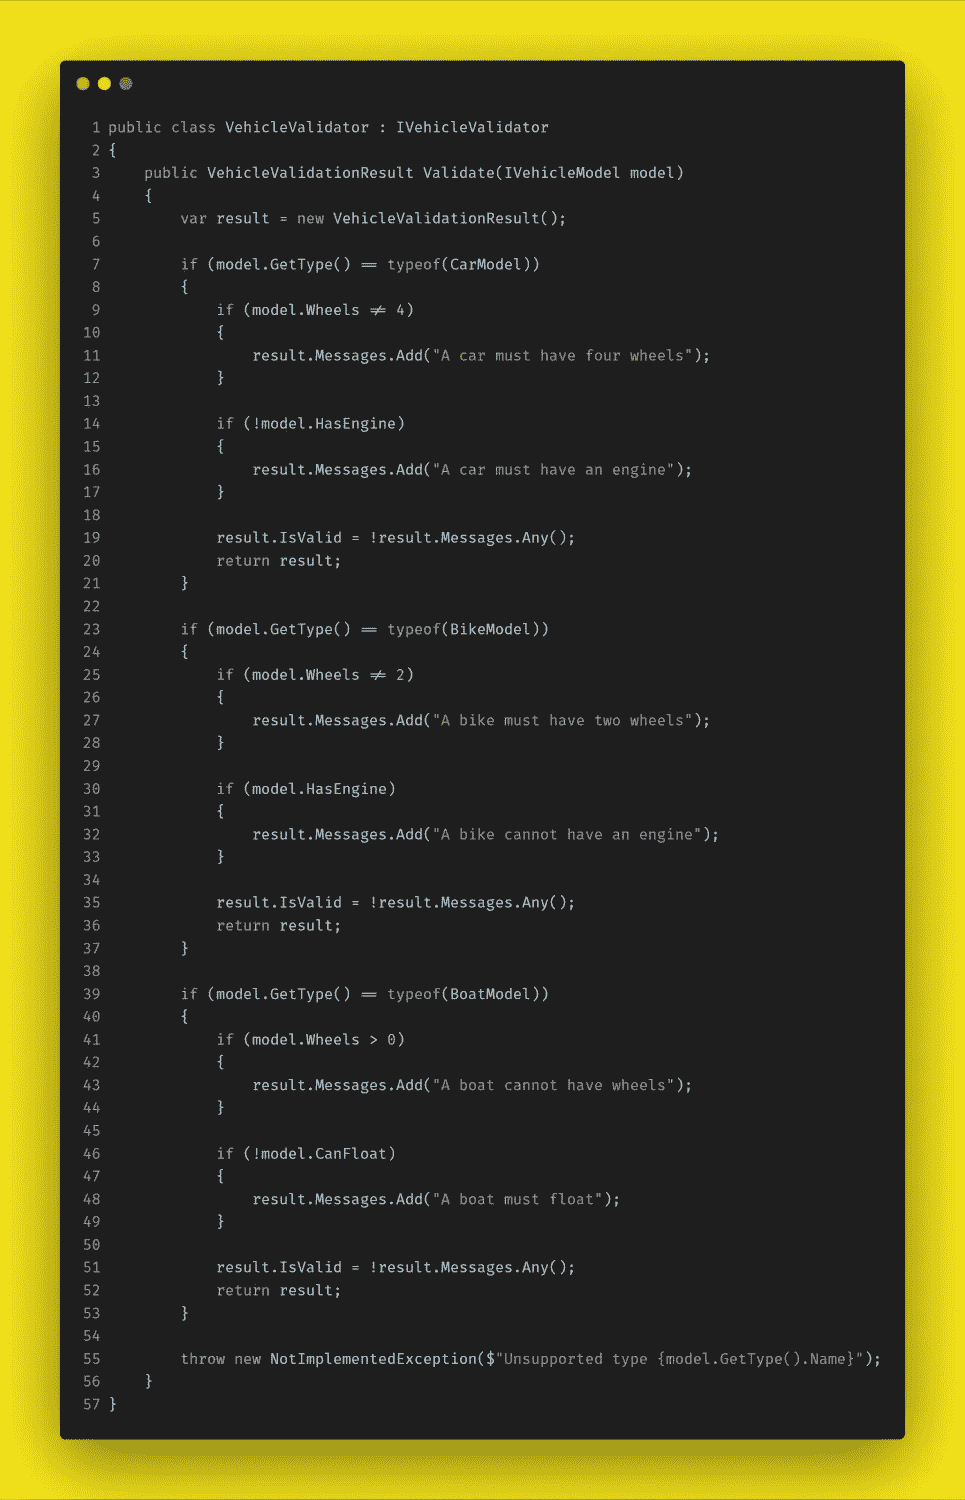 1 public class VehicleValidator : IVehicleValidator
2 {
3     public VehicleValidationResult Validate(IVehicleModel model)
4     {
5         var result = new VehicleValidationResult();
6
7         if (model.GetType() == typeof(CarModel))
8         {
9             if (model.Wheels != 4)
10             {
11                 result.Messages.Add("A car must have four wheels");
12             }
13
14             if (!model.HasEngine)
15             {
16                 result.Messages.Add("A car must have an engine");
17             }
18
19             result.IsValid = !result.Messages.Any();
20             return result;
21         }
22
23         if (model.GetType() == typeof(BikeModel))
24         {
25             if (model.Wheels != 2)
26             {
27                 result.Messages.Add("A bike must have two wheels");
28             }
29
30             if (model.HasEngine)
31             {
32                 result.Messages.Add("A bike cannot have an engine");
33             }
34
35             result.IsValid = !result.Messages.Any();
36             return result;
37         }
38
39         if (model.GetType() == typeof(BoatModel))
40         {
41             if (model.Wheels > 0)
42             {
43                 result.Messages.Add("A boat cannot have wheels");
44             }
45
46             if (!model.CanFloat)
47             {
48                 result.Messages.Add("A boat must float");
49             }
50
51             result.IsValid = !result.Messages.Any();
52             return result;
53         }
54
55         throw new NotImplementedException($"Unsupported type {model.GetType().Name}");
56     }
57 }